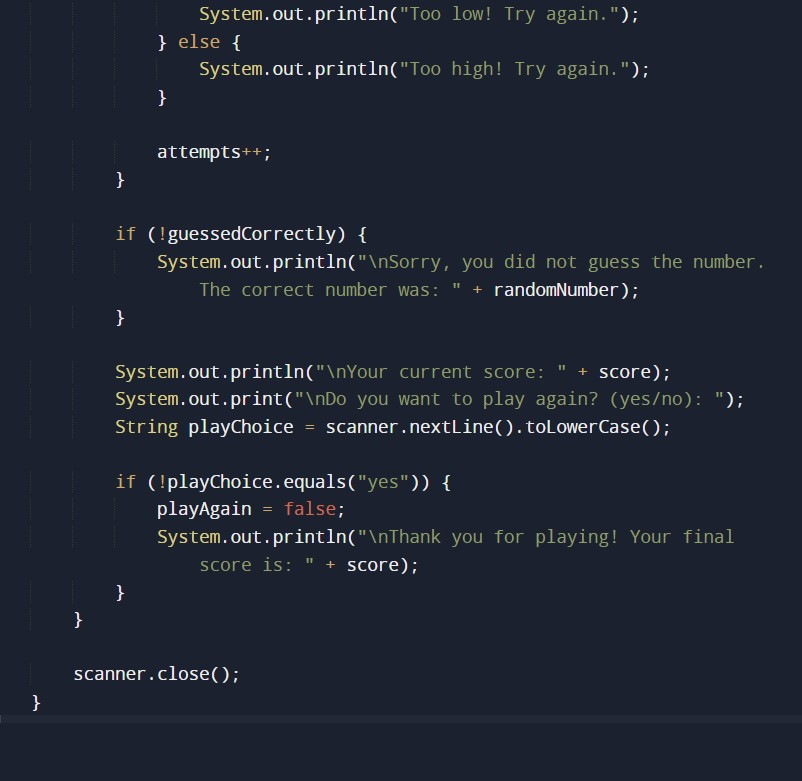 System.out.println("Too low! Try again.");
} else {
System.out.println("Too high! Try again.");
}
attempts++;
}
if (!guessedCorrectly) {
System.out.println("\nSorry, you did not guess the number.
The correct number was: " + randomNumber);
}
System.out.println("\nYour current score: " + score);
System.out.print("\nDo you want to play again? (yes/no): ");
String playChoice = scanner.nextLine().toLowerCase();
if (!playChoice.equals("yes")) {
playAgain = false;
System.out.println("\nThank you for playing! Your final
score is: " + score);
}
}
scanner.close();
}